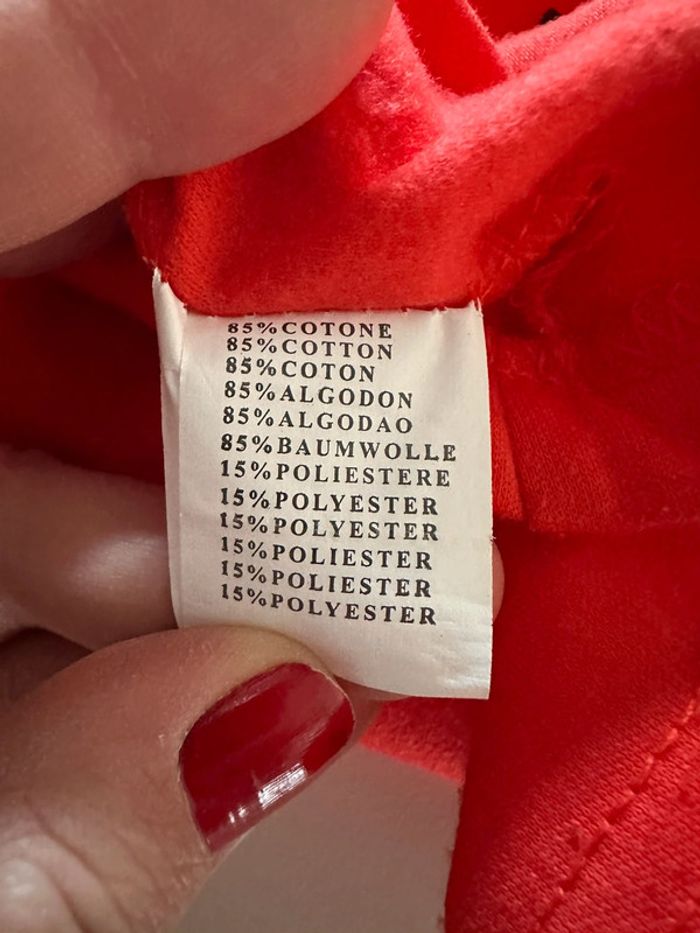 85%COTONE
85%COTTON
85%COTON
85%ALGODON
85%ALGODAO
85%BAUMWOLLE
15%POLIESTERE
15%POLYESTER
15%POLYESTER
15%POLIESTER
15%POLIESTER
15%POLYESTER